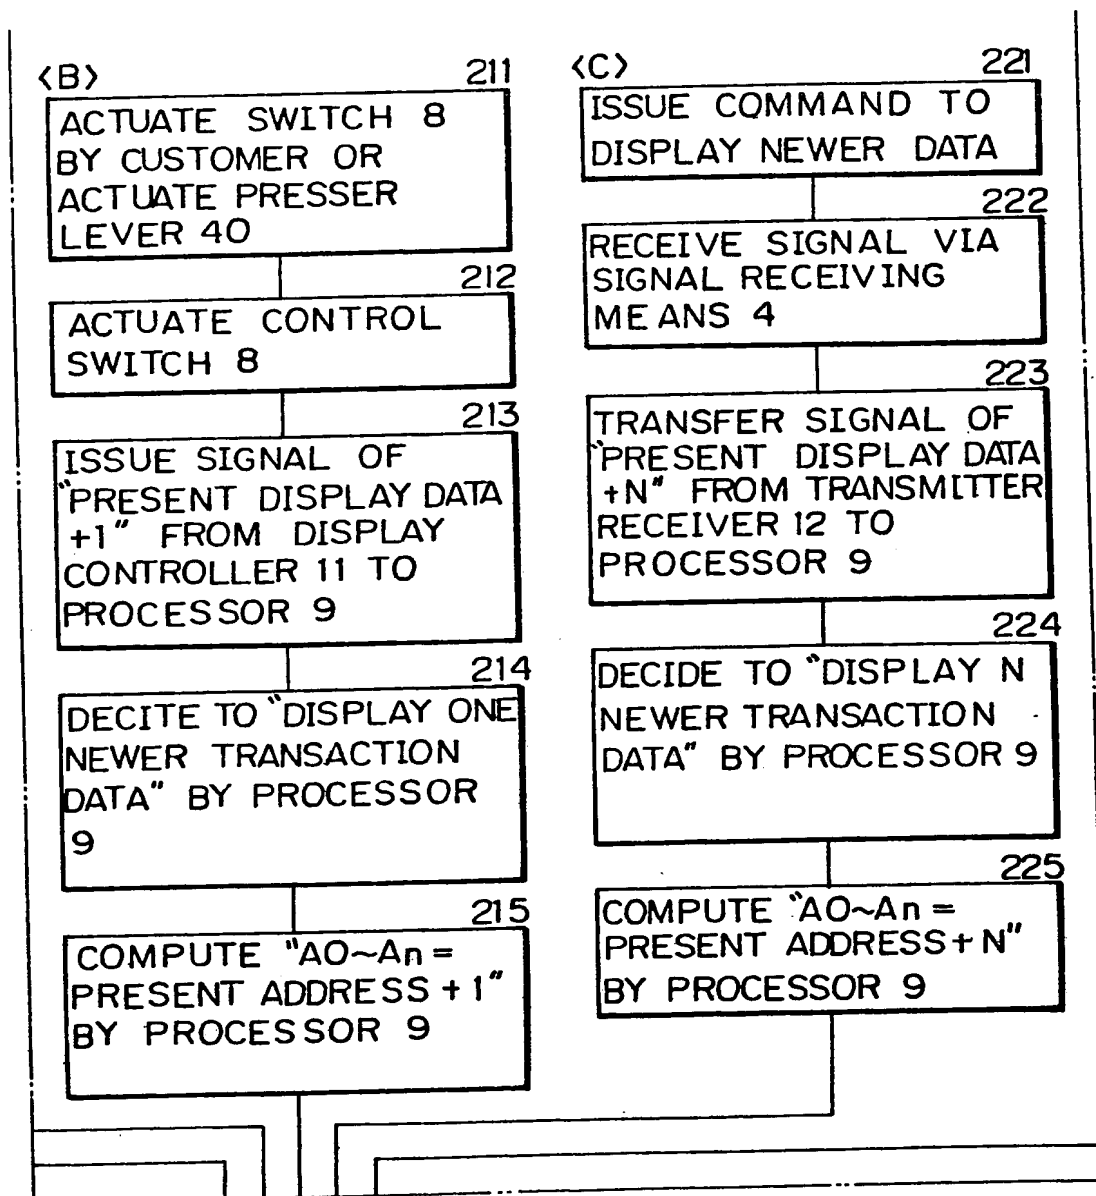 <B>
211
ACTUATE SWITCH 8
BY CUSTOMER OR
ACTUATE PRESSER
LEVER 40
212
ACTUATE CONTROL
SWITCH 8
213
ISSUE SIGNAL OF
"PRESENT DISPLAY DATA
+1" FROM DISPLAY
CONTROLLER 11 TO
PROCESSOR 9
214
DECITE TO "DISPLAY ONE
NEWER TRANSACTION
DATA" BY PROCESSOR
9
215
COMPUTE "AO~An =
PRESENT ADDRESS + 1"
BY PROCESSOR 9
<C>
221
ISSUE COMMAND TO
DISPLAY NEWER DATA
222
RECEIVE SIGNAL VIA
SIGNAL RECEIVING
MEANS 4
223
TRANSFER SIGNAL OF
"PRESENT DISPLAY DATA
+N" FROM TRANSMITTER
RECEIVER 12 TO
PROCESSOR 9
224
DECIDE TO "DISPLAY N
NEWER TRANSACTION
DATA" BY PROCESSOR 9
225
COMPUTE "AO~An =
PRESENT ADDRESS + N"
BY PROCESSOR 9